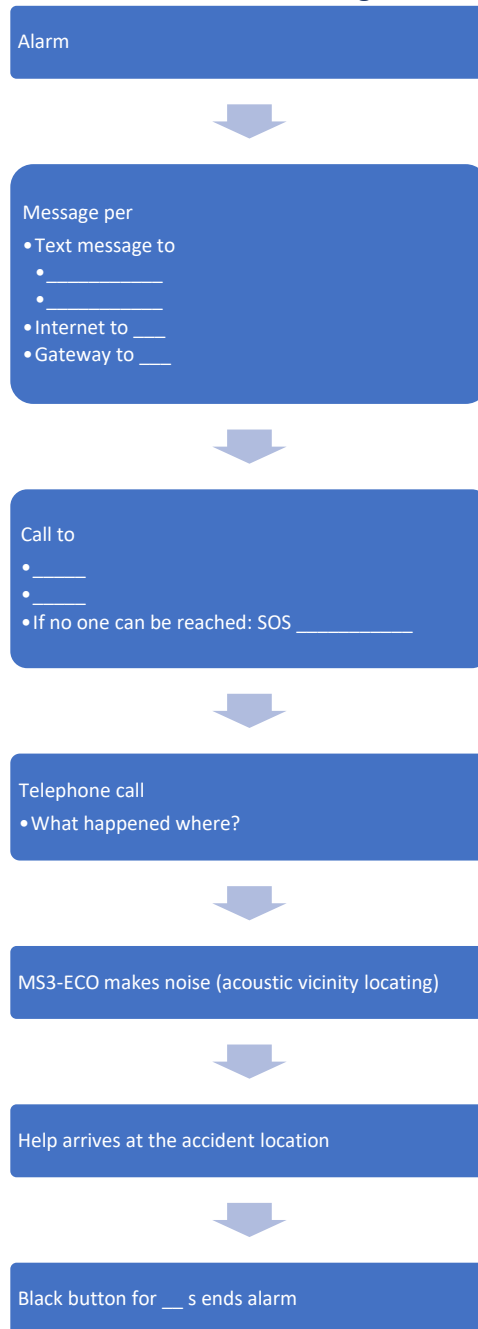 Alarm
Message per
•Text message to
•___________
•___________
•Internet to ___
•Gateway to ___
Call to
•_____
•_____
•If no one can be reached: SOS ___________
Telephone call
•What happened where?
MS3-ECO makes noise (acoustic vicinity locating)
Help arrives at the accident location
Black button for __ s ends alarm